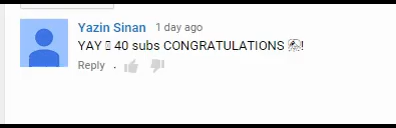 Yazin Sinan 1 day ago
YAY 40 subs CONGRATULATIONS !
Reply .